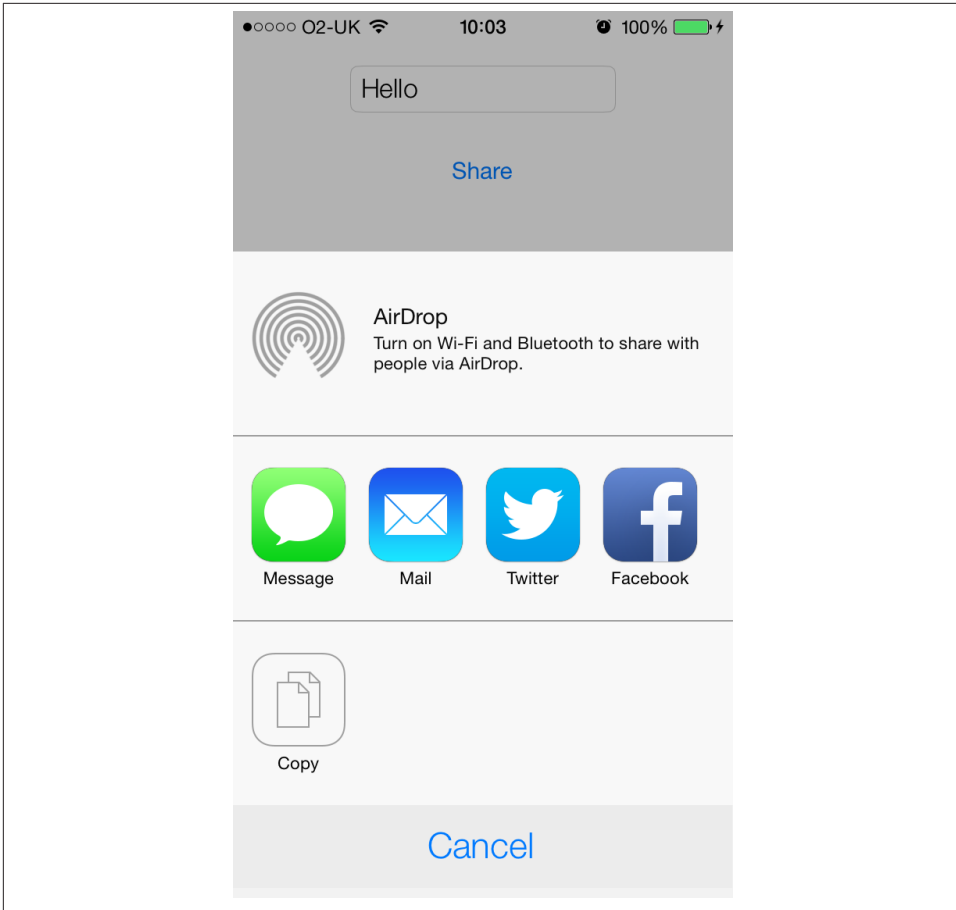 O2-UK 10:03 100%
Hello
Share
AirDrop
Turn on Wi-Fi and Bluetooth to share with
people via AirDrop.
Message Mail Twitter Facebook
Copy
Cancel